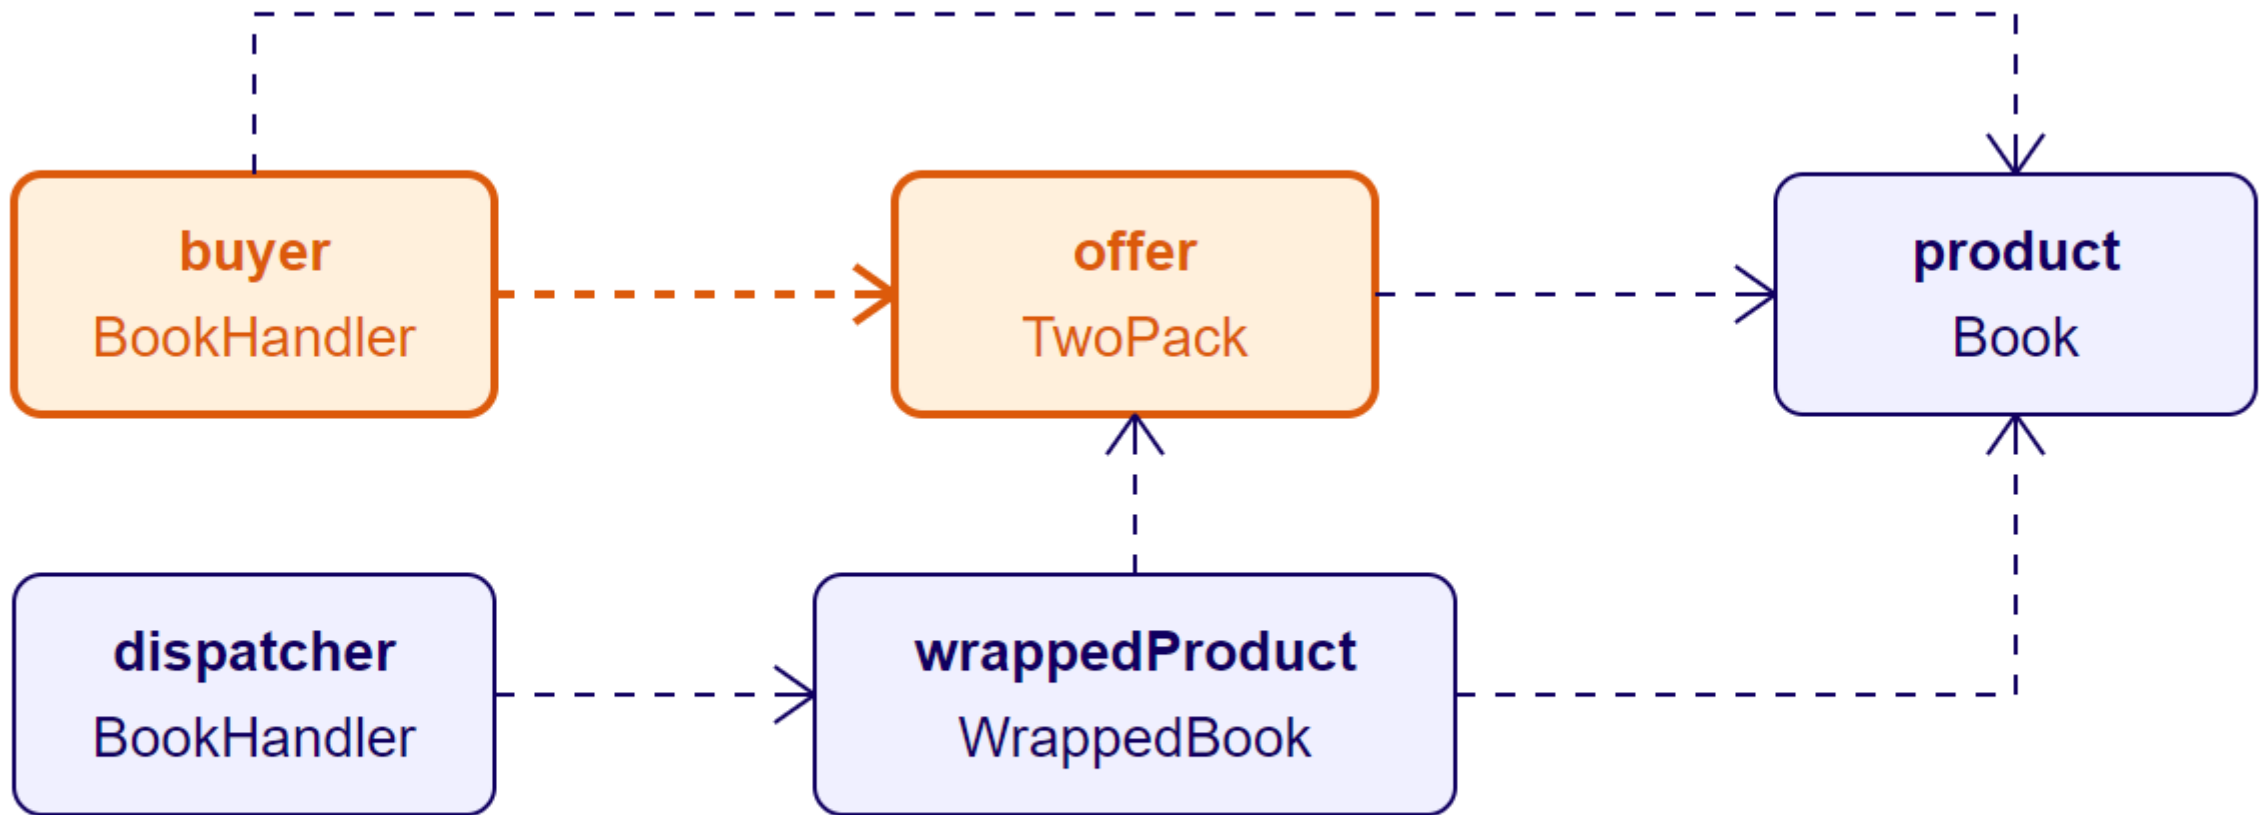 buyer
BookHandler
offer
TwoPack
product
Book
dispatcher
BookHandler
wrappedProduct
WrappedBook